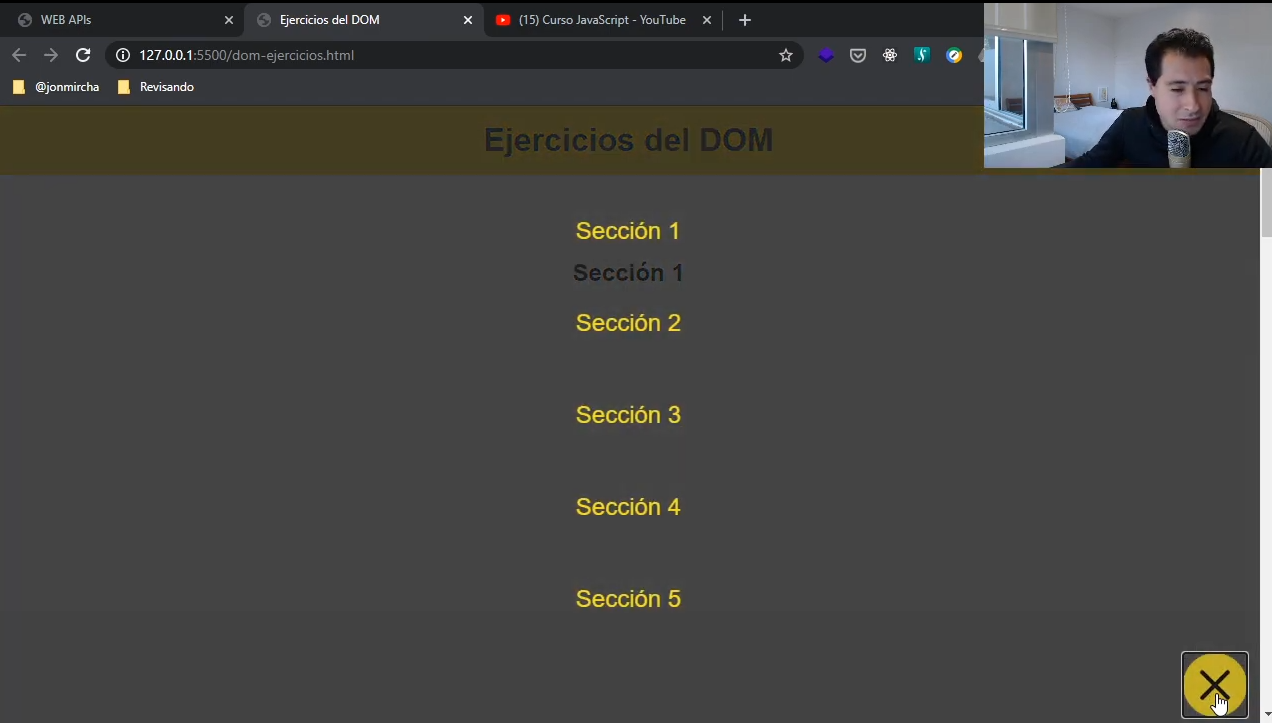 WEB APIs
Ejercicios del DOM
(15) Curso JavaScript - YouTube
127.0.0.1:5500/dom-ejercicios.html
@jonmircha
Revisando
Ejercicios del DOM
Sección 1
Sección 1
Sección 2
Sección 3
Sección 4
Sección 5